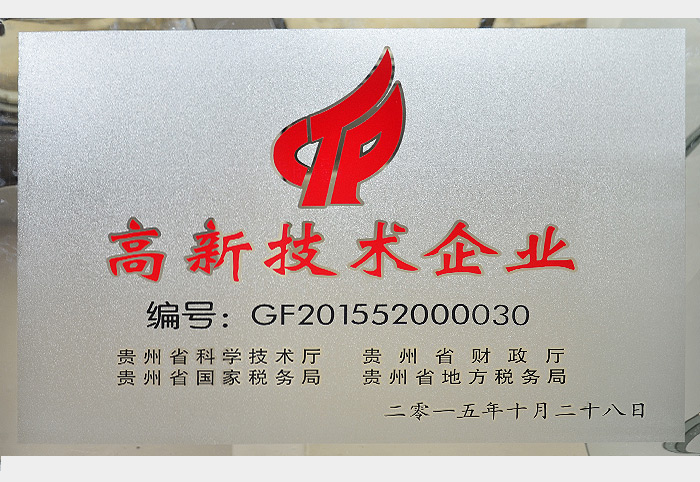 高新技术企业
编号：GF201552000030
贵州省科学技术厅 贵州省财政厅
贵州省国家税务局 贵州省地方税务局
二零一五年十月二十八日